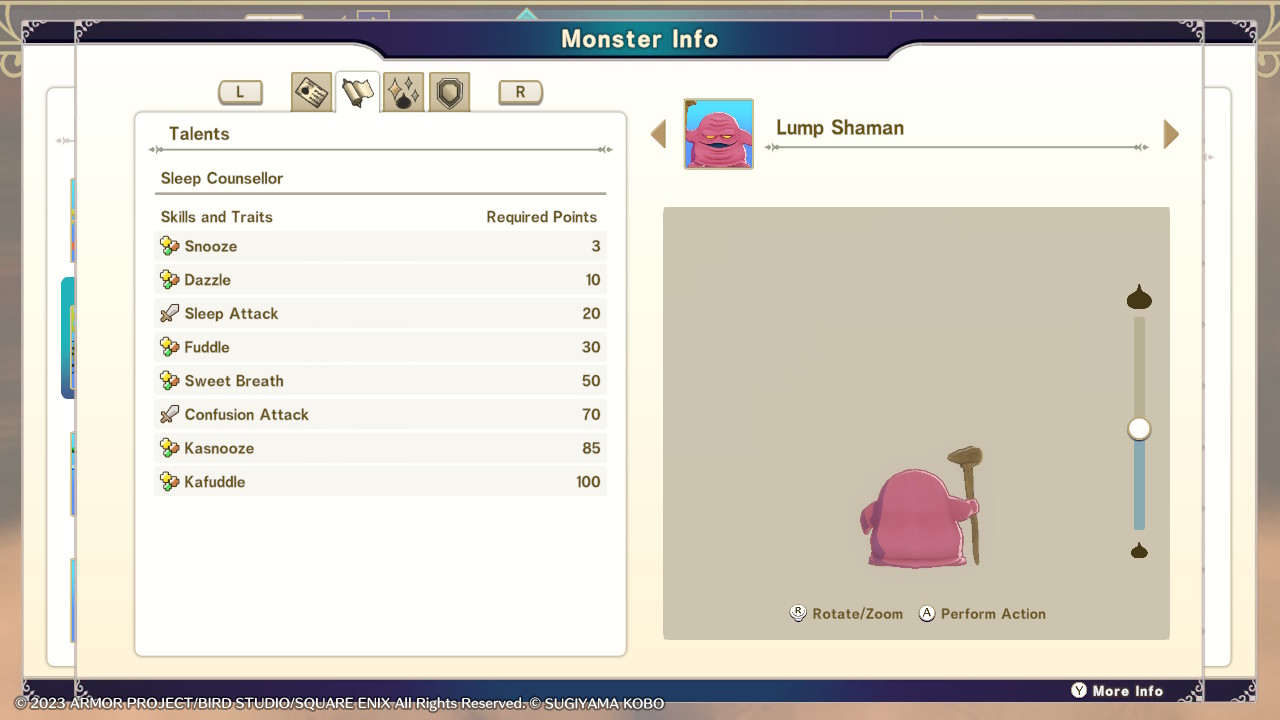 Monster Info
L
R
Talents
Sleep Counsellor
Skills and Traits Required Points
Snooze 3
Dazzle 10
Sleep Attack 20
Fuddle 30
Sweet Breath 50
Confusion Attack 70
Kasnooze 85
Kafuddle 100
Lump Shaman
R Rotate/Zoom A Perform Action
Y More Info
© 2023 ARMOR PROJECT/BIRD STUDIO/SQUARE ENIX All Rights Reserved. © SUGIYAMA KOBO